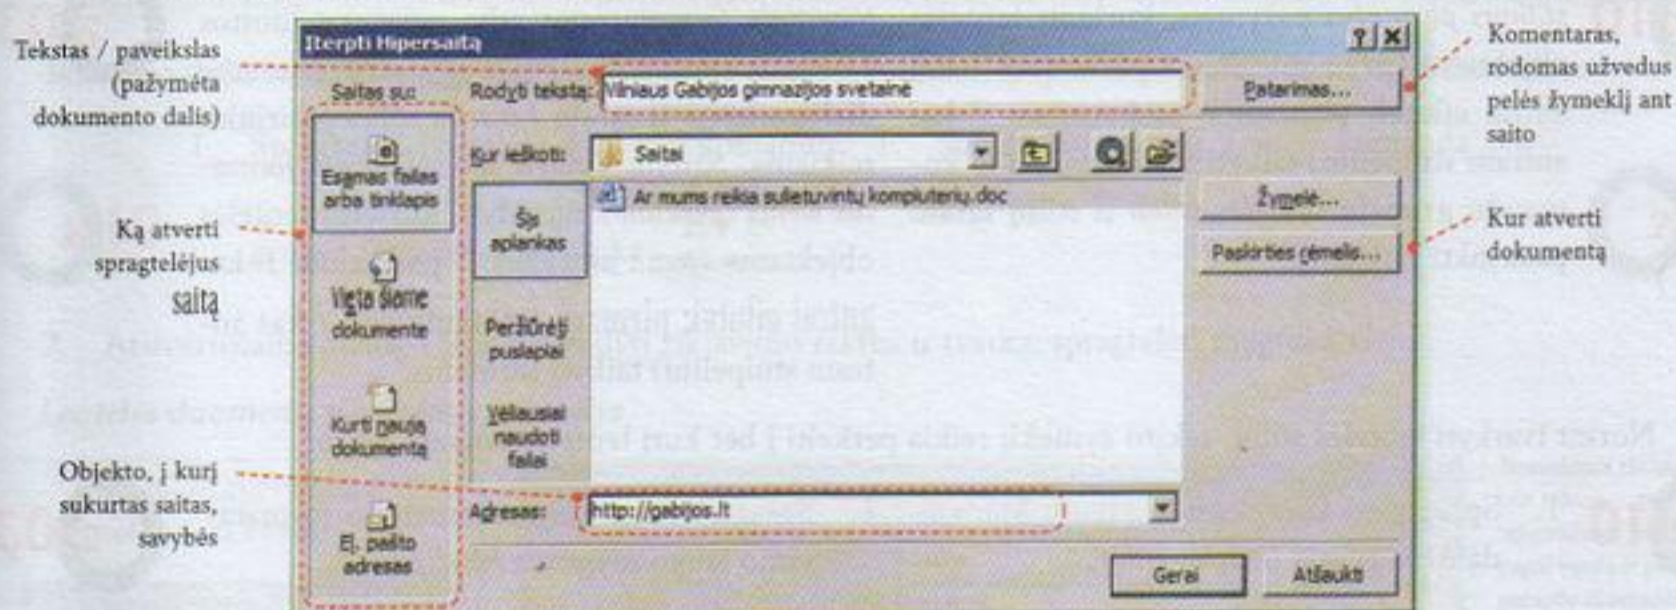 Tekstas / paveikslas
(pažymėta
dokumento dalis)
Ką atverti
spragtelėjus
saitą
Objekto, į kurį
sukurtas saitas,
savybės
Įterpti Hipersaitą
Saitas su:
Rodyti tekstą: Vilniaus Gabijos gimnazijos svetainė
Patarimas...
Esamas failas
arba tinklapis
Vieta šiame
dokumente
Kurti naują
dokumentą
El. pašto
adresas
Kur ieškoti: Saitai
Šis
aplankas
Peržiūrėti
puslapiai
Vėliausiai
naudoti
failai
Ar mums reikia sulietuvintų kompiuterių.doc
Žymelė...
Paskirties rėmelis...
Adresas: http://gabijos.lt
Gerai
Atšaukti
Komentaras,
rodomas užvedus
pelės žymeklį ant
saito
Kur atverti
dokumentą